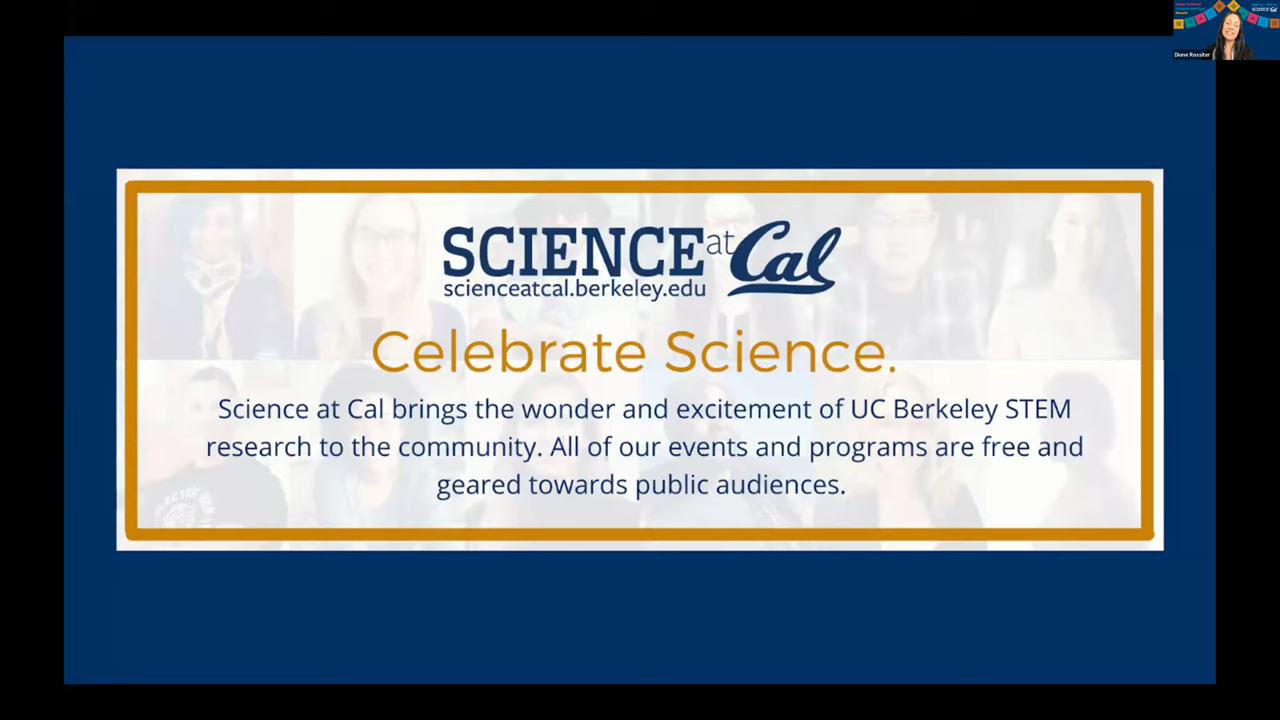 SCIENCE at Cal
scienceatcal.berkeley.edu
Celebrate Science.
Science at Cal brings the wonder and excitement of UC Berkeley STEM
research to the community. All of our events and programs are free and
geared towards public audiences.
Dione Rossiter